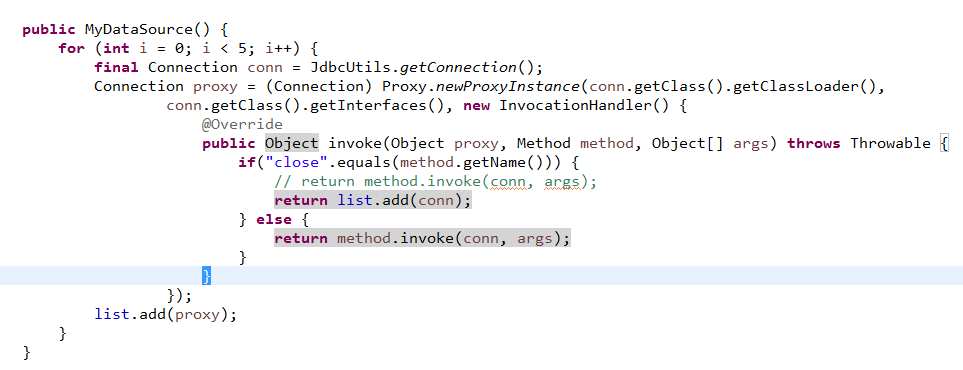 public MyDataSource() {
for (int i = 0; i < 5; i++) {
final Connection conn = JdbcUtils.getConnection();
Connection proxy = (Connection) Proxy.newProxyInstance(conn.getClass().getClassLoader(),
conn.getClass().getInterfaces(), new InvocationHandler() {
@Override
public Object invoke(Object proxy, Method method, Object[] args) throws Throwable {
if("close".equals(method.getName())) {
// return method.invoke(conn, args);
return list.add(conn);
} else {
return method.invoke(conn, args);
}
}
});
list.add(proxy);
}
}